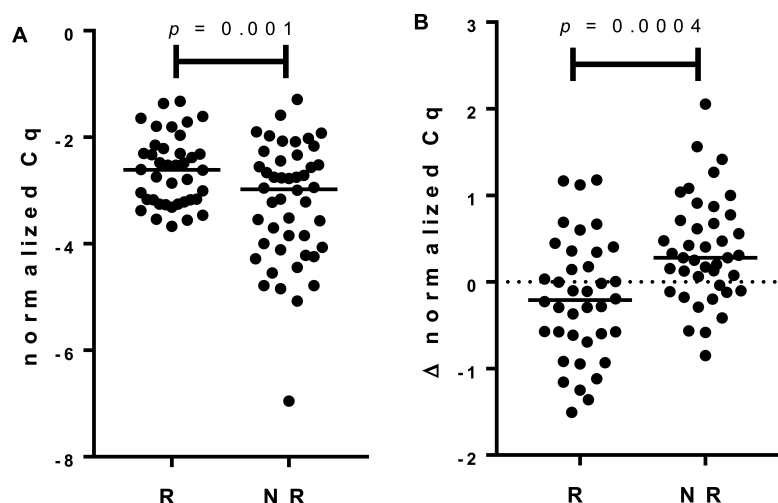 A
p = 0.001
0
-2
-4
-6
-8
normalized Cq
R
NR
B
p = 0.0004
3
2
1
0
-1
-2
Δ normalized Cq
R
NR